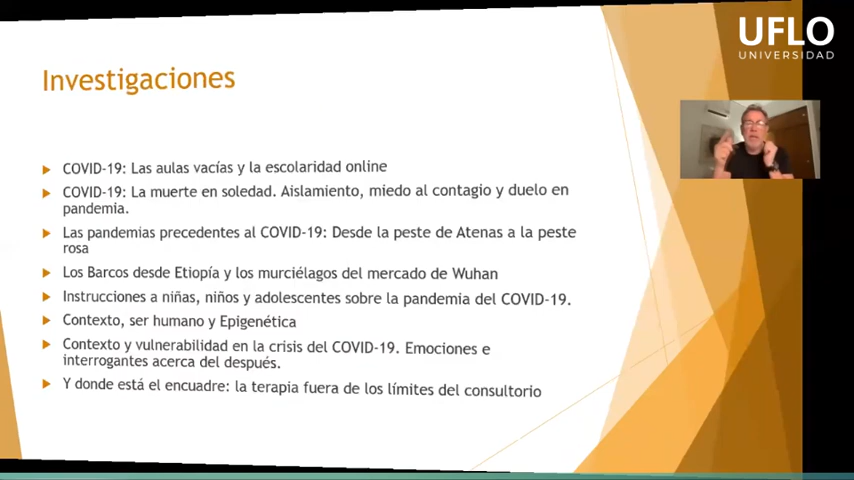 UFLO
UNIVERSIDAD
Investigaciones
COVID-19: Las aulas vacías y la escolaridad online
COVID-19: La muerte en soledad. Aislamiento, miedo al contagio y duelo en
pandemia.
Las pandemias precedentes al COVID-19: Desde la peste de Atenas a la peste
rosa
Los Barcos desde Etiopía y los murciélagos del mercado de Wuhan
Instrucciones a niñas, niños y adolescentes sobre la pandemia del COVID-19.
Contexto, ser humano y Epigenética
Contexto y vulnerabilidad en la crisis del COVID-19. Emociones e
interrogantes acerca del después.
Y donde está el encuadre: la terapia fuera de los límites del consultorio